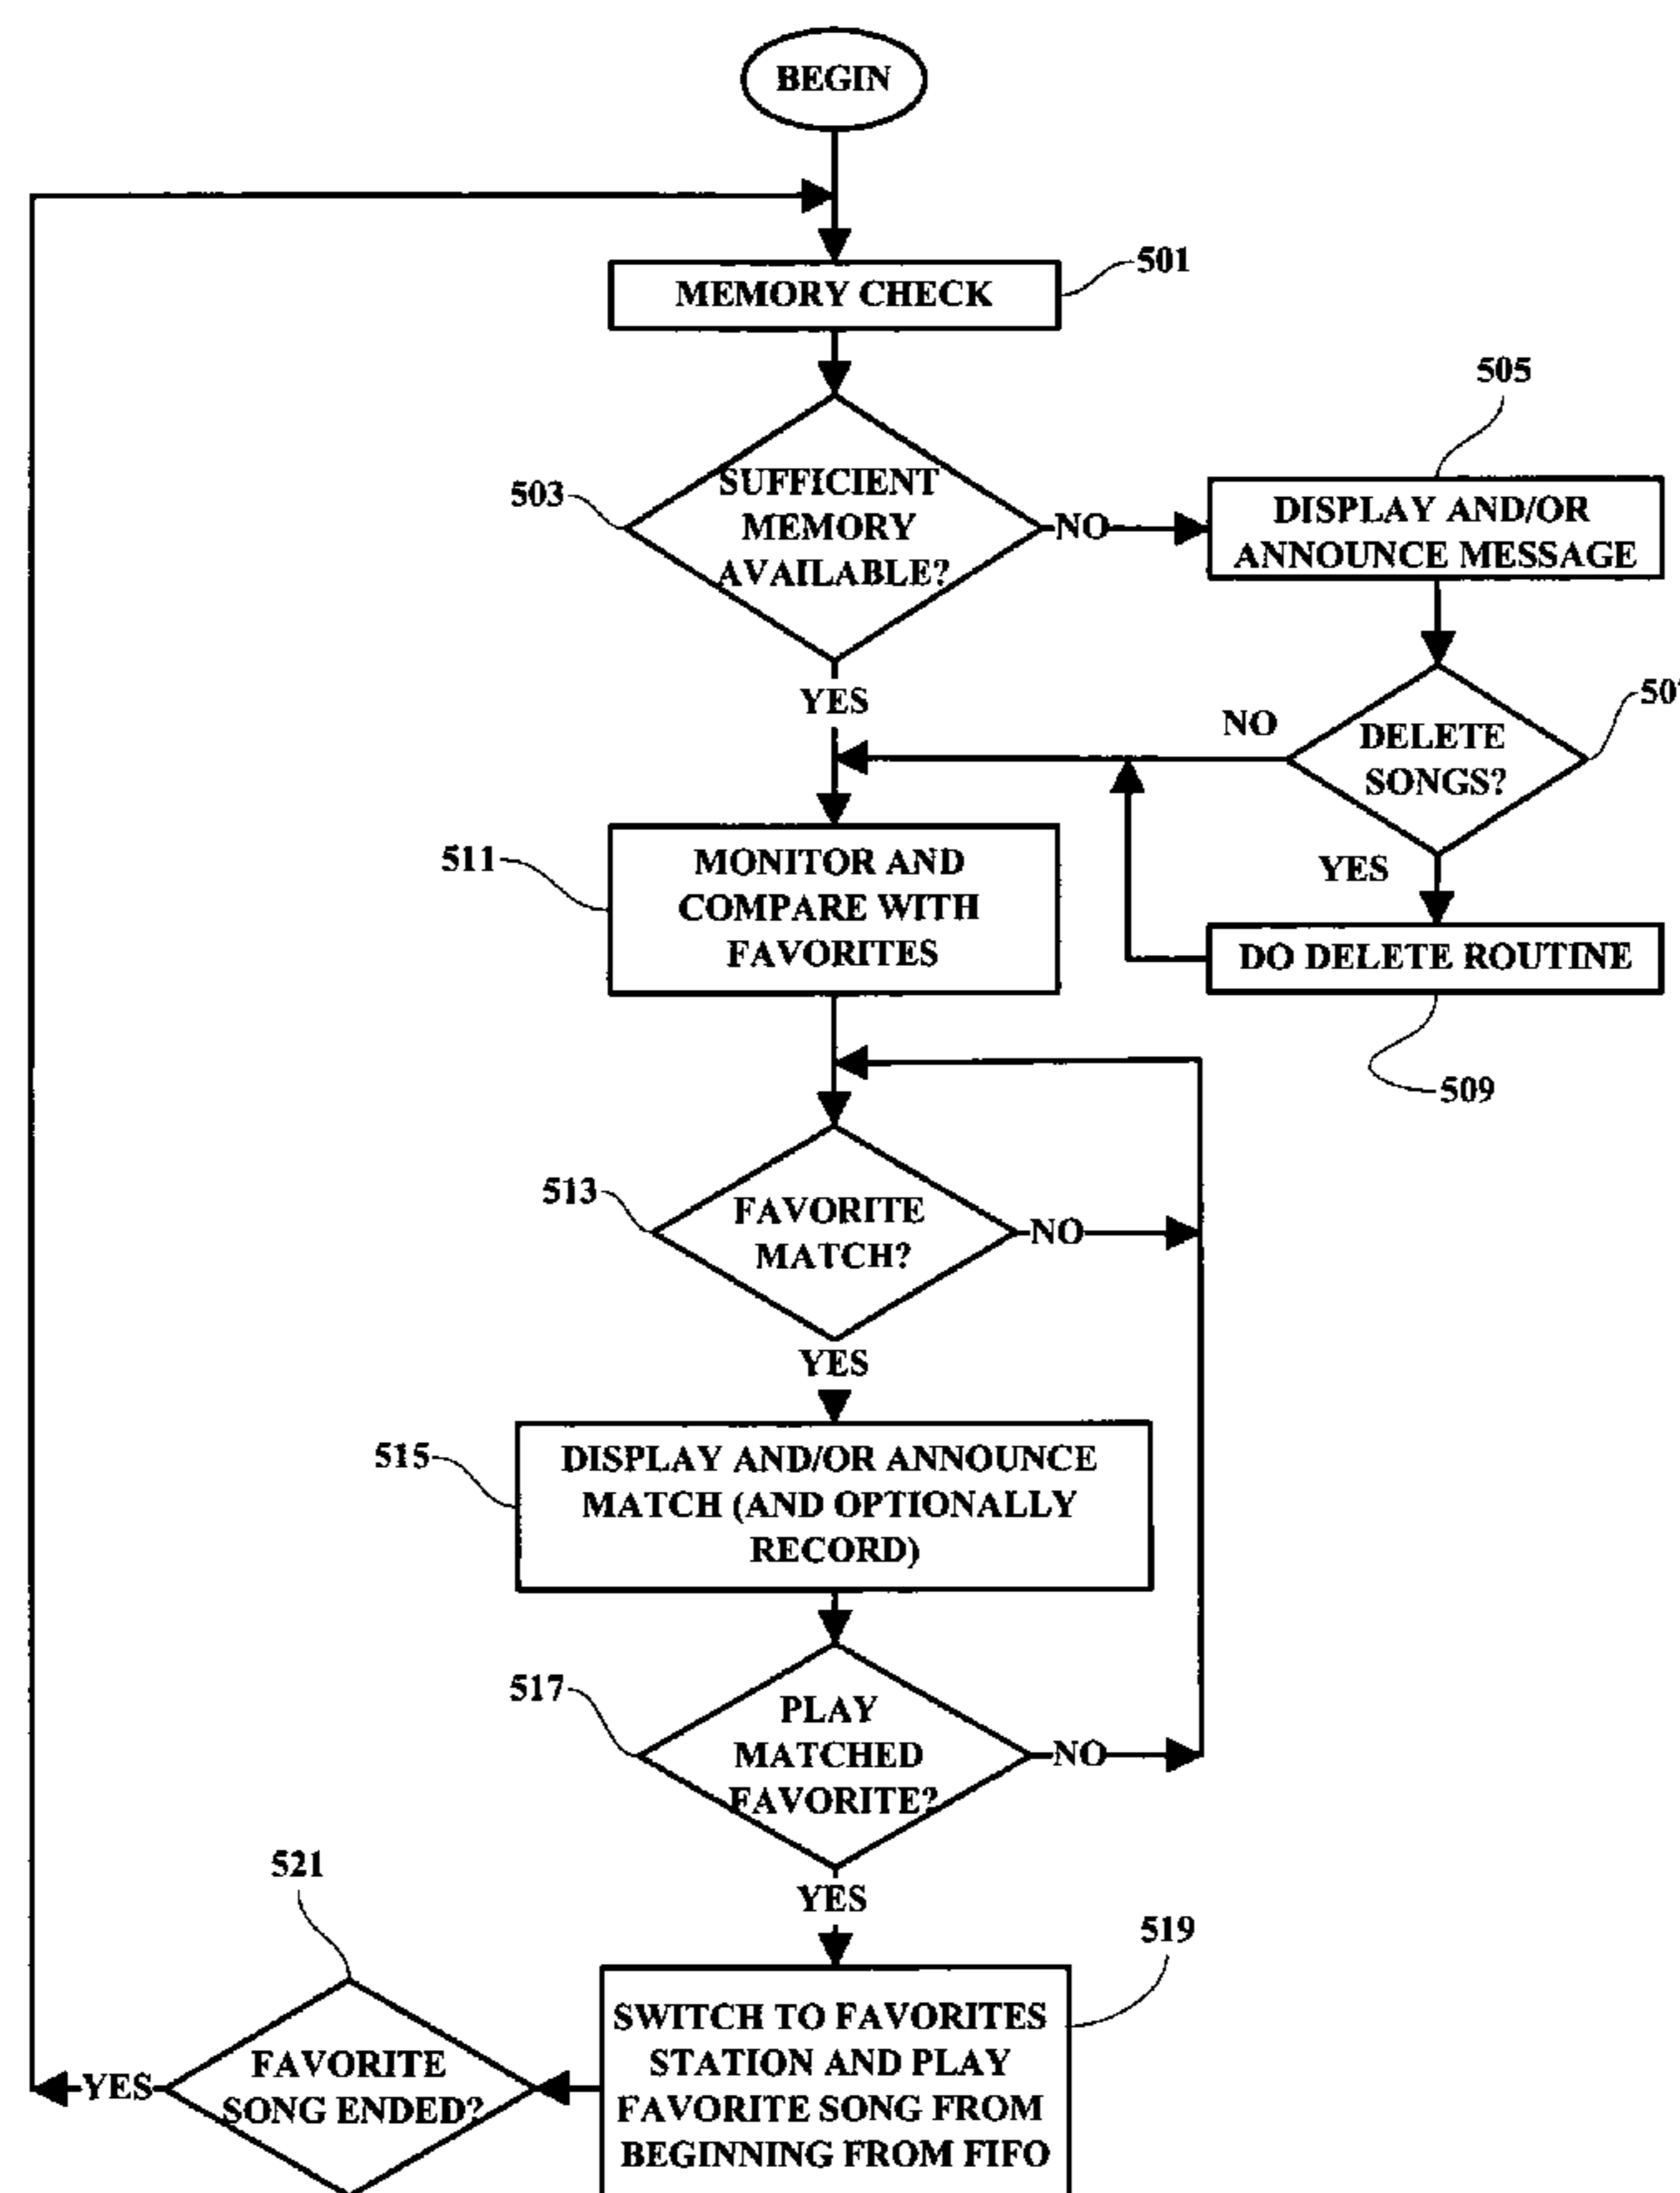 BEGIN
MEMORY CHECK
501
503
SUFFICIENT
MEMORY
AVAILABLE?
NO
505
DISPLAY AND/OR
ANNOUNCE MESSAGE
YES
NO
DELETE
SONGS?
YES
DO DELETE ROUTINE
509
511
MONITOR AND
COMPARE WITH
FAVORITES
513
FAVORITE
MATCH?
NO
YES
515
DISPLAY AND/OR ANNOUNCE
MATCH (AND OPTIONALLY
RECORD)
517
PLAY
MATCHED
FAVORITE?
NO
YES
519
SWITCH TO FAVORITES
STATION AND PLAY
FAVORITE SONG FROM
BEGINNING FROM FIFO
521
FAVORITE
SONG ENDED?
YES